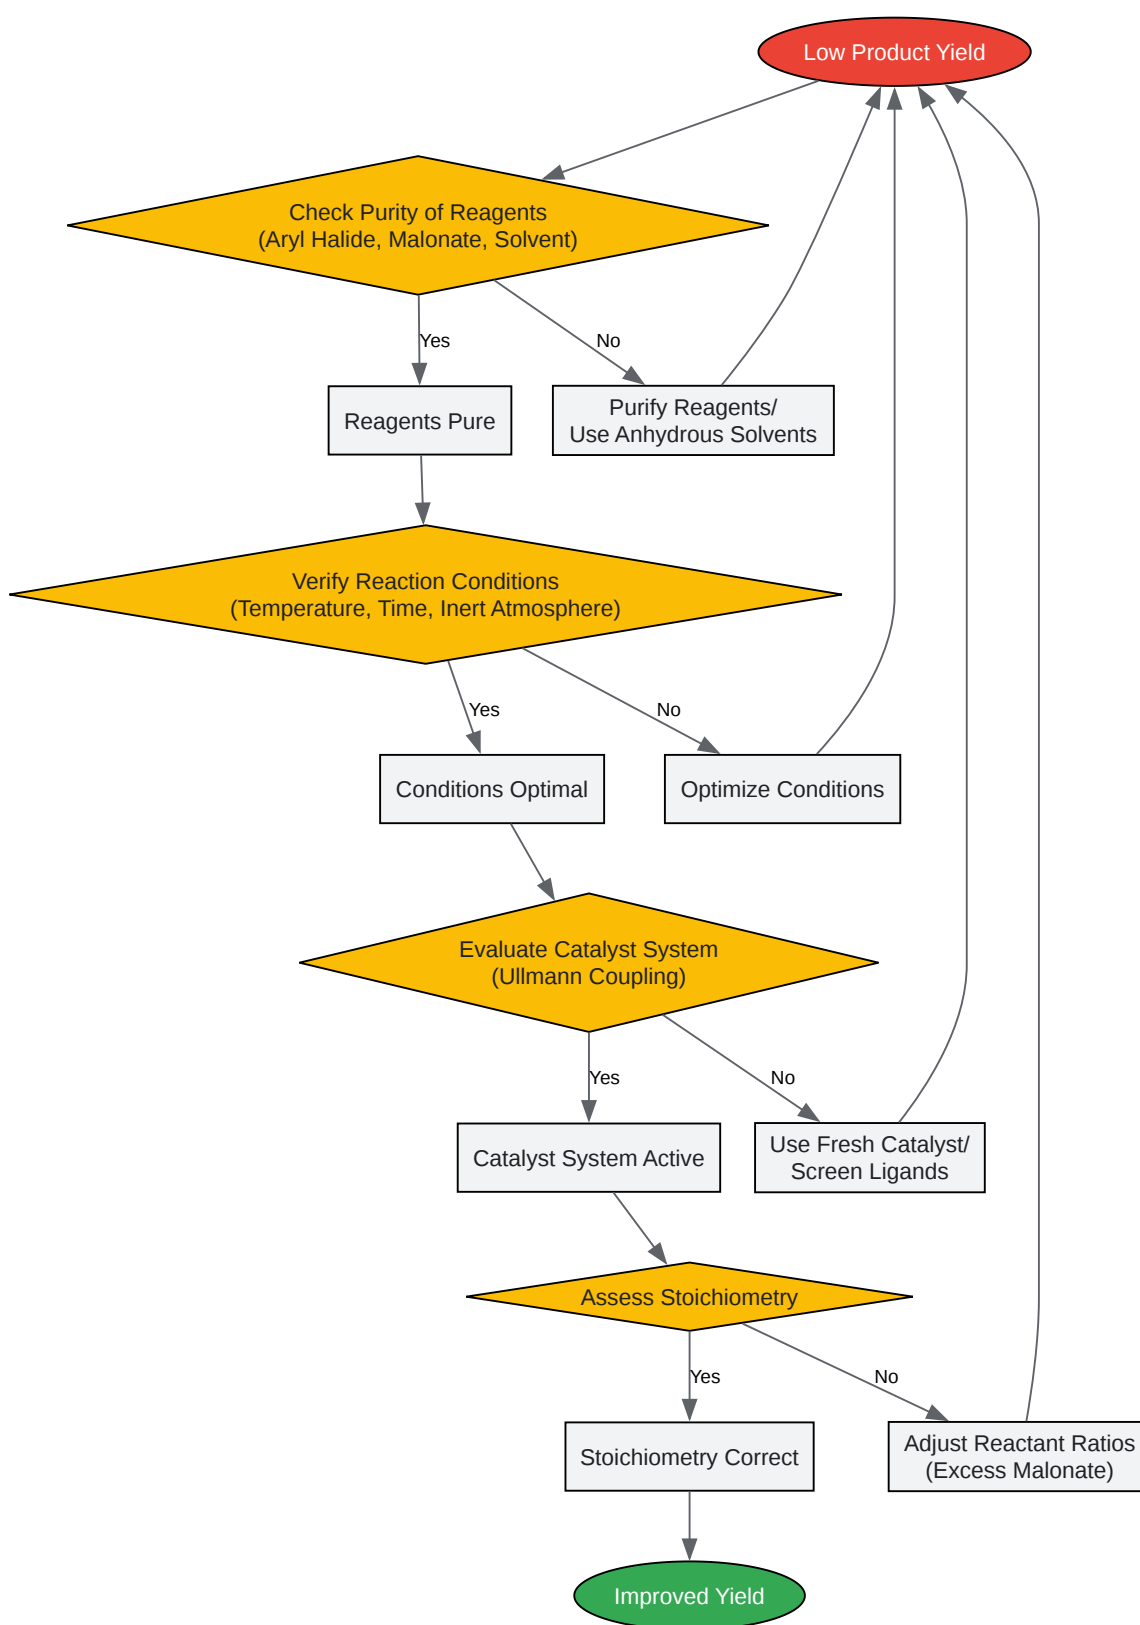 Low Product Yield
Check Purity of Reagents
(Aryl Halide, Malonate, Solvent)
Yes
No
Reagents Pure
Purify Reagents/
Use Anhydrous Solvents
Verify Reaction Conditions
(Temperature, Time, Inert Atmosphere)
Yes
No
Conditions Optimal
Optimize Conditions
Evaluate Catalyst System
(Ullmann Coupling)
Yes
No
Catalyst System Active
Use Fresh Catalyst/
Screen Ligands
Assess Stoichiometry
Yes
No
Stoichiometry Correct
Adjust Reactant Ratios
(Excess Malonate)
Improved Yield